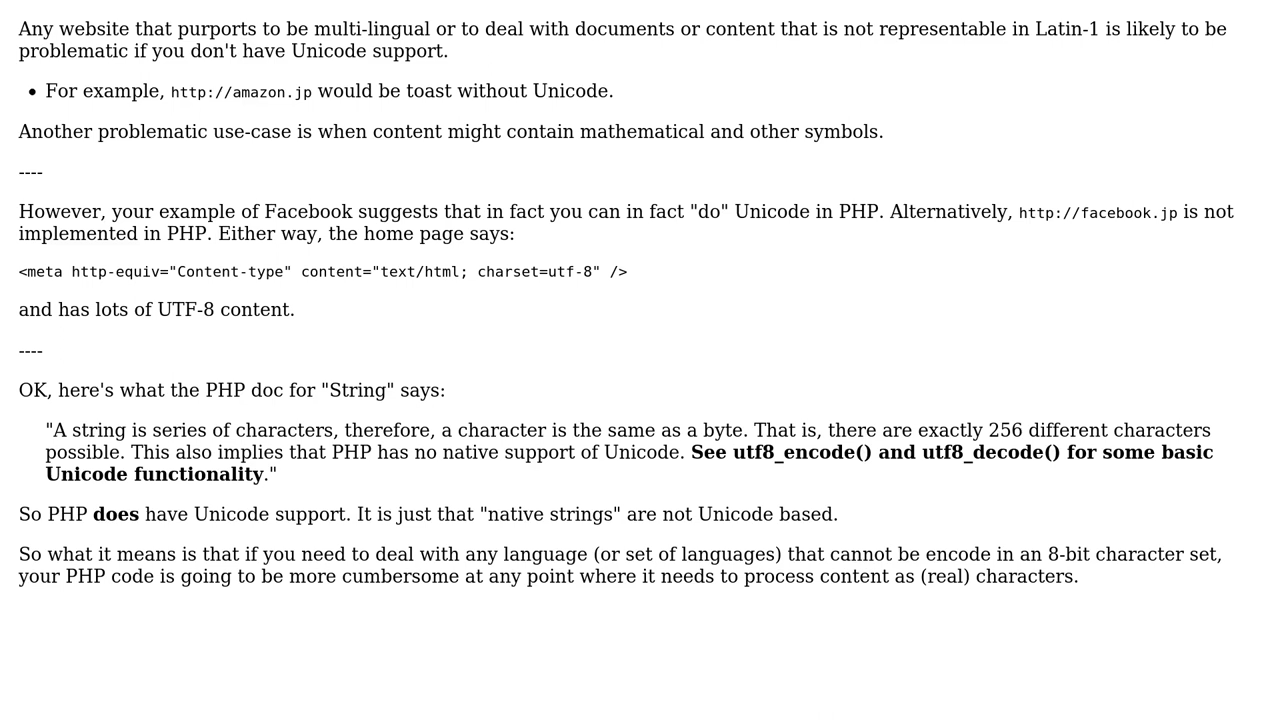 Any website that purports to be multi-lingual or to deal with documents or content that is not representable in Latin-1 is likely to be
problematic if you don't have Unicode support.
• For example, http://amazon.jp would be toast without Unicode.
Another problematic use-case is when content might contain mathematical and other symbols.
----
However, your example of Facebook suggests that in fact you can in fact "do" Unicode in PHP. Alternatively, http://facebook.jp is not
implemented in PHP. Either way, the home page says:
<meta http-equiv="Content-type" content="text/html; charset=utf-8" />
and has lots of UTF-8 content.
----
OK, here's what the PHP doc for "String" says:
"A string is series of characters, therefore, a character is the same as a byte. That is, there are exactly 256 different characters
possible. This also implies that PHP has no native support of Unicode. See utf8_encode() and utf8_decode() for some basic
Unicode functionality."
So PHP does have Unicode support. It is just that "native strings" are not Unicode based.
So what it means is that if you need to deal with any language (or set of languages) that cannot be encode in an 8-bit character set,
your PHP code is going to be more cumbersome at any point where it needs to process content as (real) characters.